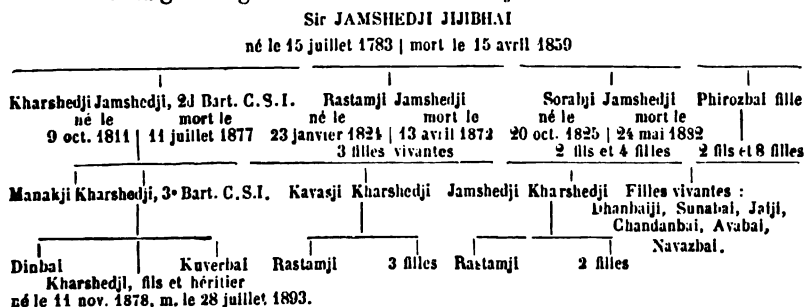 Sir JAMSHEDJI JIJIBHAI
né le 15 juillet 1783 | mort le 15 avril 1859
Kharshedji Jamshedji, 2d Bart. C.S.I. Rastamji Jamshedji Sorabji Jamshedji Phirozbai fille
né le mort le né le mort le né le mort le
9 oct. 1811 | 11 juillet 1877 23 janvier 1824 | 13 avril 1872 20 oct. 1825 | 24 mai 1892
3 filles vivantes 2 fils et 4 filles 2 fils et 8 filles
Manakji Kharshedji, 3e Bart. C.S.I. Kavasji Kharshedji Jamshedji Kharshedji Filles vivantes :
Dhanbaiji, Sunabai, Jaiji,
Chandanbai, Avabai,
Navazbai.
Dinbai Kuverbai Rastamji 3 filles Rastamji 2 filles
Kharshedji, fils et héritier
né le 11 nov. 1878, m. le 28 juillet 1893.